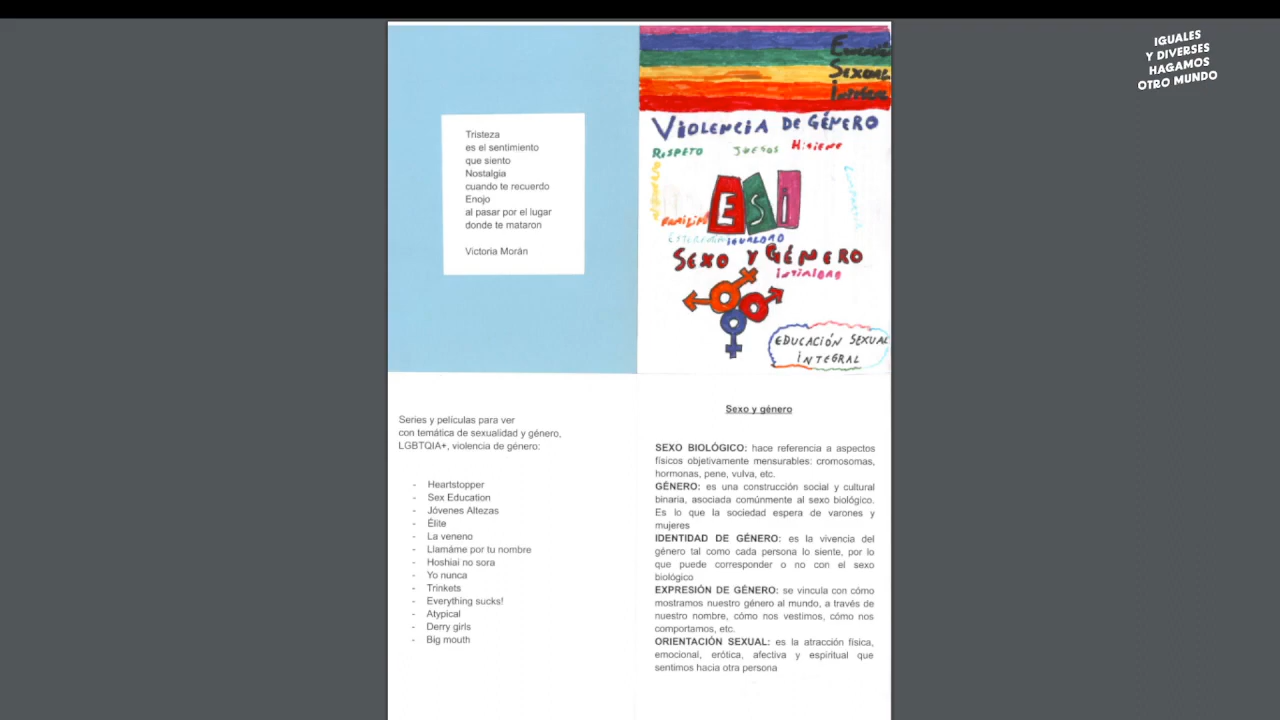 IGUALES
Y DIVERSES
HAGAMOS
OTRO MUNDO
Tristeza
es el sentimiento
que siento
Nostalgia
cuando te recuerdo
Enojo
al pasar por el lugar
donde te mataron
Victoria Morán
Educación
Sexual
Integral
VIOLENCIA DE GÉNERO
RESPETO JUEGOS HIGIENE
ESI
FAMILIAS
IGUALDAD
SEXO Y GÉNERO
INTIMIDAD
EDUCACIÓN SEXUAL
INTEGRAL
Series y películas para ver
con temática de sexualidad y género,
LGBTQIA+, violencia de género:
- Heartstopper
- Sex Education
- Jóvenes Altezas
- Élite
- La veneno
- Llamáme por tu nombre
- Hoshiai no sora
- Yo nunca
- Trinkets
- Everything sucks!
- Atypical
- Derry girls
- Big mouth
Sexo y género
SEXO BIOLÓGICO: hace referencia a aspectos
físicos objetivamente mensurables: cromosomas,
hormonas, pene, vulva, etc.
GÉNERO: es una construcción social y cultural
binaria, asociada comúnmente al sexo biológico.
Es lo que la sociedad espera de varones y
mujeres
IDENTIDAD DE GÉNERO: es la vivencia del
género tal como cada persona lo siente, por lo
que puede corresponder o no con el sexo
biológico
EXPRESIÓN DE GÉNERO: se vincula con cómo
mostramos nuestro género al mundo, a través de
nuestro nombre, cómo nos vestimos, cómo nos
comportamos, etc.
ORIENTACIÓN SEXUAL: es la atracción física,
emocional, erótica, afectiva y espiritual que
sentimos hacia otra persona